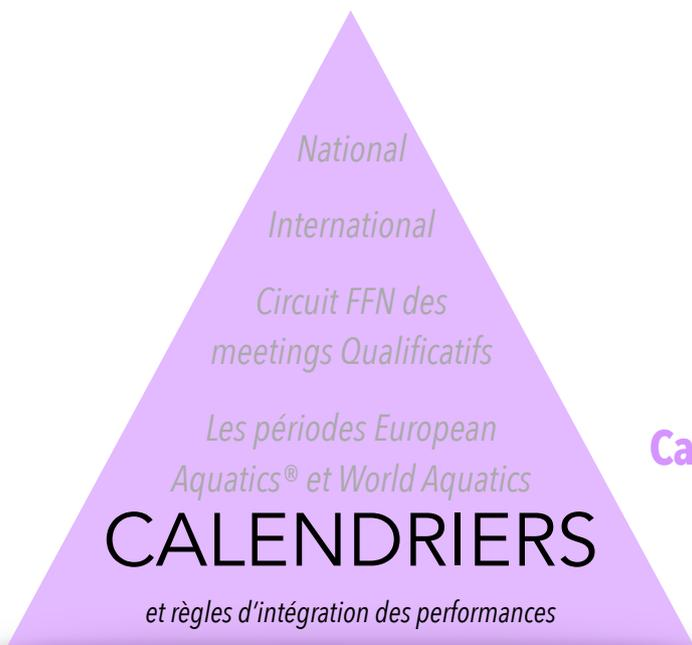 National
International
Circuit FFN des
meetings Qualificatifs
Les périodes European
Aquatics® et World Aquatics
CALENDRIERS
et règles d'intégration des performances
Ca